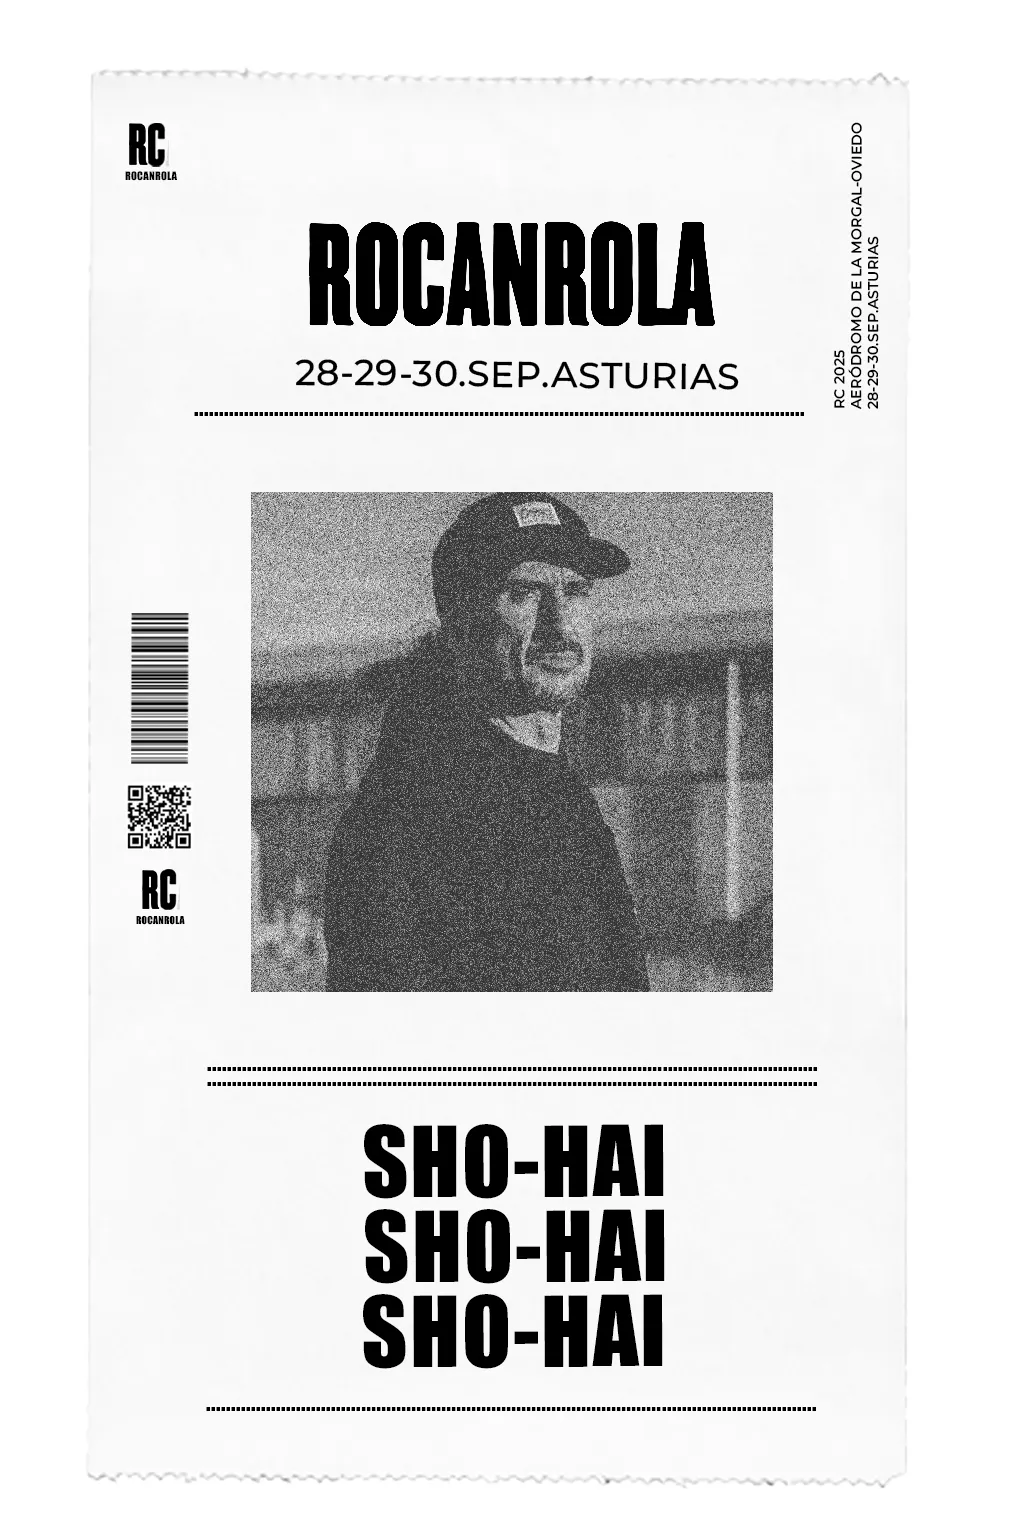 RC
ROCANROLA
ROCANROLA
28-29-30.SEP.ASTURIAS
RC 2025
AERÓDROMO DE LA MORGAL-OVIEDO
28-29-30.SEP.ASTURIAS
RC
ROCANROLA
SHO-HAI
SHO-HAI
SHO-HAI